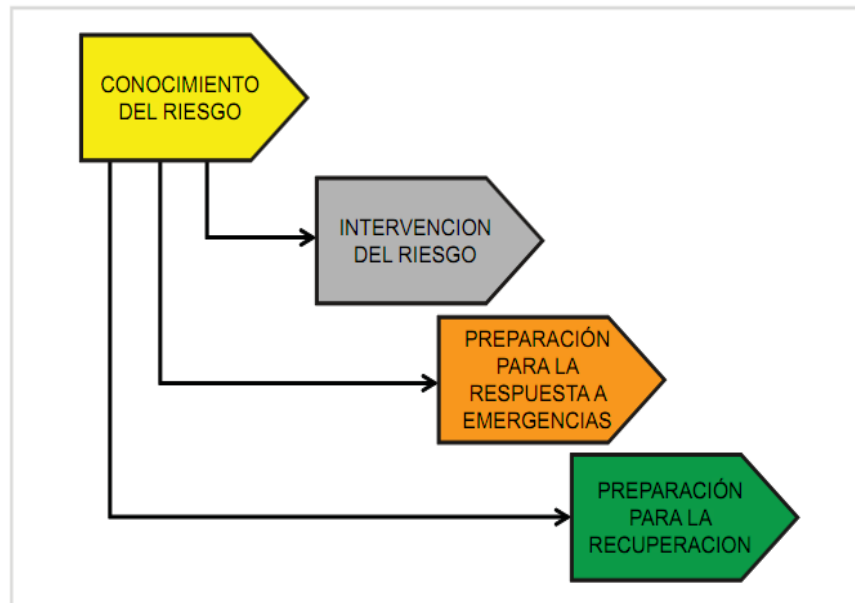 CONOCIMIENTO
DEL RIESGO
INTERVENCION
DEL RIESGO
PREPARACIÓN
PARA LA
RESPUESTA A
EMERGENCIAS
PREPARACIÓN
PARA LA
RECUPERACION